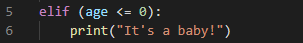 5 elif (age <= 0):
6     print("It's a baby!")